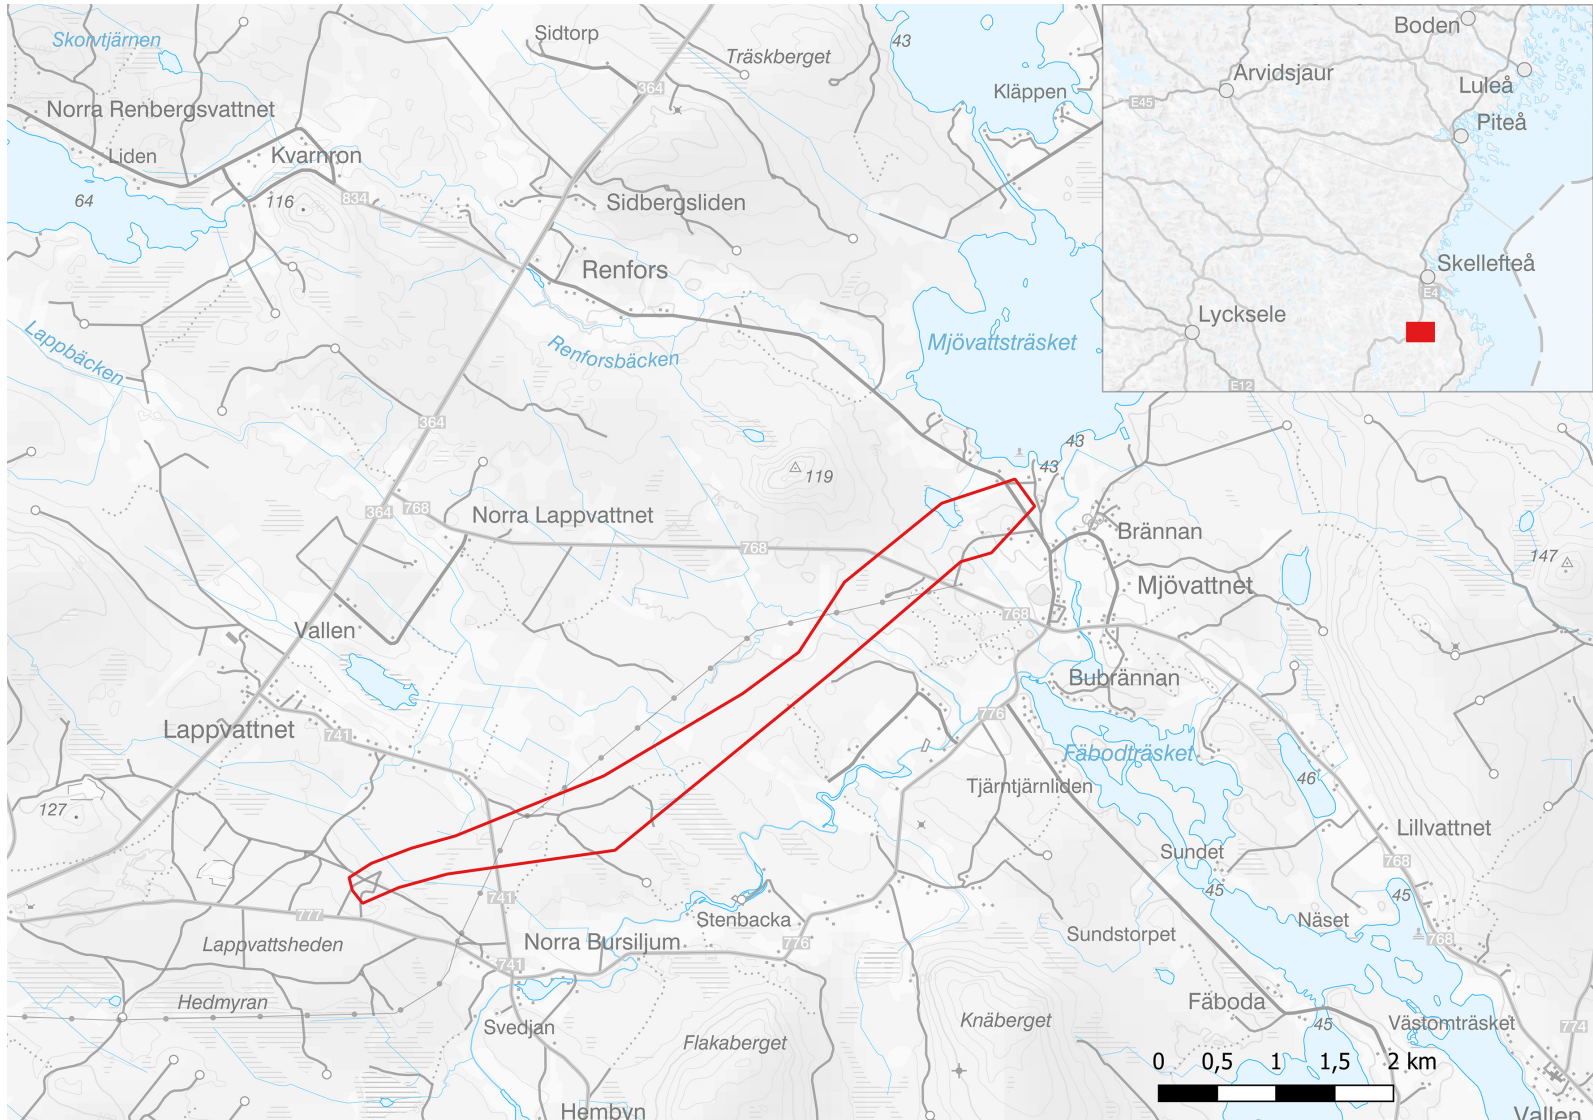 Skorvtjärnen
Sidtorp
Träskberget
43
Kläppen
364
Norra Renbergsvattnet
Liden
Kvarnron
64
116
834
Sidbergsliden
Renfors
Boden
Arvidsjaur
Luleå
E45
Piteå
Skellefteå
E4
Lycksele
E12
Lappbäcken
Renforsbäcken
Mjövattsträsket
364
43
43
119
364
768
Norra Lappvattnet
768
Brännan
147
Mjövattnet
768
Vallen
Bubrännan
776
Lappvattnet
741
Fäbodträsket
46
Tjärntjärnliden
127
Lillvattnet
Sundet
768
45
45
741
777
Stenbacka
Näset
Lappvattsheden
Norra Bursiljum
776
Sundstorpet
768
741
Hedmyran
Fäboda
Svedjan
Knäberget
45
Västomträsket
774
Flakaberget
0 0,5 1 1,5 2 km
Hembyn
Vallen